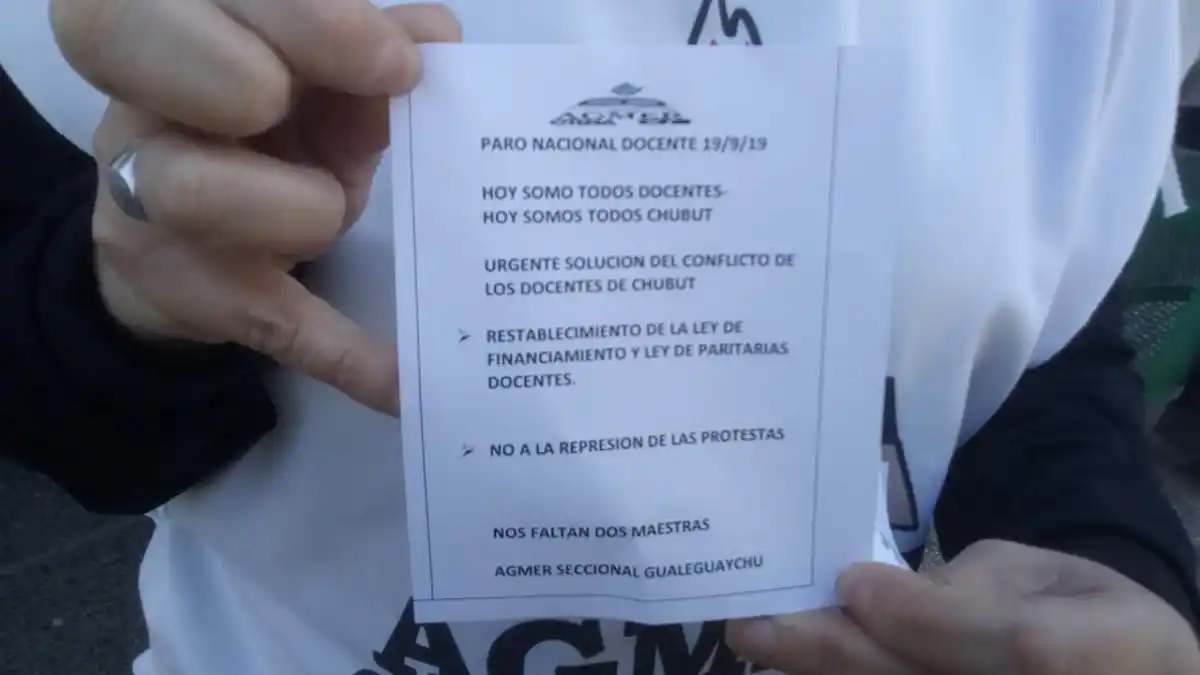 AGMER
PARO NACIONAL DOCENTE 19/9/19
HOY SOMO TODOS DOCENTES-
HOY SOMOS TODOS CHUBUT
URGENTE SOLUCION DEL CONFLICTO DE
LOS DOCENTES DE CHUBUT
➢ RESTABLECIMIENTO DE LA LEY DE
FINANCIAMIENTO Y LEY DE PARITARIAS
DOCENTES.
➢ NO A LA REPRESION DE LAS PROTESTAS
NOS FALTAN DOS MAESTRAS
AGMER SECCIONAL GUALEGUAYCHU
AGM